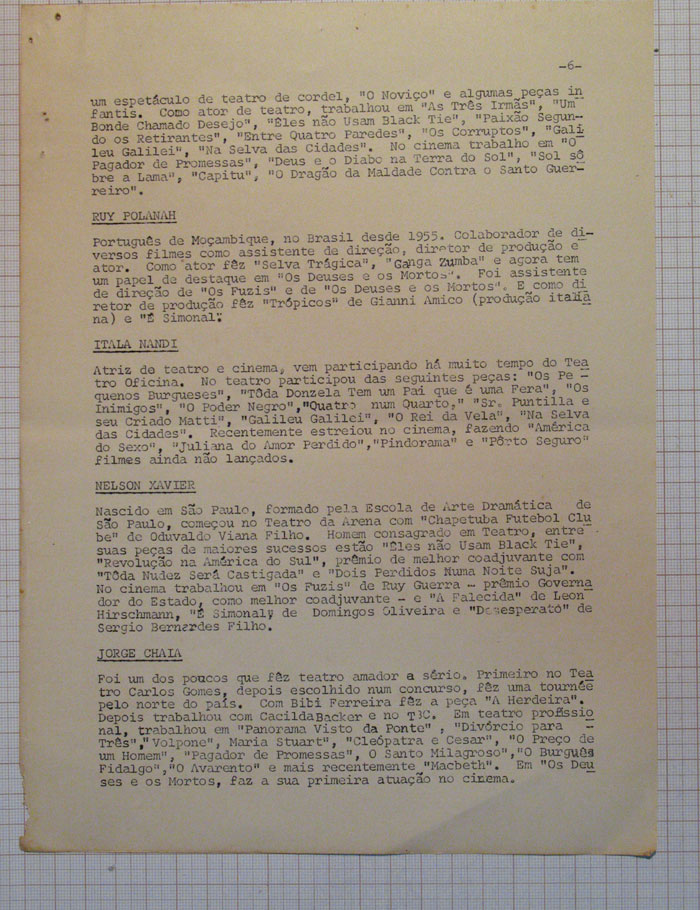 -6-
um espetáculo de teatro de cordel, "O Noviço" e algumas peças in
fantis. Como ator de teatro, trabalhou em "As Três Irmãs", "Um
Bonde Chamado Desejo", "Êles não Usam Black Tie", "Paixão Segun-
do os Retirantes", "Entre Quatro Paredes", "Os Corruptos", "Gali
leu Galilei", "Na Selva das Cidades". No cinema trabalho em "O
Pagador de Promessas", "Deus e o Diabo na Terra do Sol", "Sol sô
bre a Lama", "Capitu", "O Dragão da Maldade Contra o Santo Guer-
reiro".
RUY POLANAH
Português de Moçambique, no Brasil desde 1955. Colaborador de di-
versos filmes como assistente de direção, diretor de produção e
ator. Como ator fêz "Selva Trágica", "Ganga Zumba" e agora tem
um papel de destaque em "Os Deuses e os Mortos". Foi assistente
de direção de "Os Fuzis" e de "Os Deuses e os Mortos". E como di
retor de produção fêz "Trópicos" de Gianni Amico (produção italia
na) e "É Simonal".
ITALA NANDI
Atriz de teatro e cinema, vem participando há muito tempo do Tea
tro Oficina. No teatro participou das seguintes peças: "Os Pe -
quenos Burgueses", "Tôda Donzela Tem um Pai que é uma Fera", "Os
Inimigos", "O Poder Negro","Quatro num Quarto," "Sr. Puntilla e
seu Criado Matti", "Galileu Galilei", "O Rei da Vela", "Na Selva
das Cidades". Recentemente estreiou no cinema, fazendo "América
do Sexo", "Juliana do Amor Perdido","Pindorama" e "Pôrto Seguro"
filmes ainda não lançados.
NELSON XAVIER
Nascido em São Paulo, formado pela Escola de Arte Dramática de
São Paulo, começou no Teatro da Arena com "Chapetuba Futebol Clu
be" de Oduvaldo Viana Filho. Homem consagrado em Teatro, entre
suas peças de maiores sucessos estão "Êles não Usam Black Tie",
"Revolução na América do Sul", prêmio de melhor coadjuvante com
"Tôda Nudez Será Castigada" e "Dois Perdidos Numa Noite Suja".
No cinema trabalhou em "Os Fuzis" de Ruy Guerra - prêmio Governa
dor do Estado, como melhor coadjuvante - e "A Falecida" de Leon
Hirschmann, "É Simonal" de Domingos Oliveira e "Desesperato" de
Sergio Bernardes Filho.
JORGE CHAIA
Foi um dos poucos que fêz teatro amador a sério. Primeiro no Tea
tro Carlos Gomes, depois escolhido num concurso, fêz uma tournée
pelo norte do país. Com Bibi Ferreira fêz a peça "A Herdeira".
Depois trabalhou com CacildaBacker e no TBC. Em teatro profissio
nal, trabalhou em "Panorama Visto da Ponte" , "Divórcio para -
Três","Volpone", Maria Stuart", "Cleópatra e Cesar", "O Preço de
um Homem", "Pagador de Promessas", O Santo Milagroso","O Burguês
Fidalgo","O Avarento" e mais recentemente "Macbeth". Em "Os Deu
ses e os Mortos, faz a sua primeira atuação no cinema.